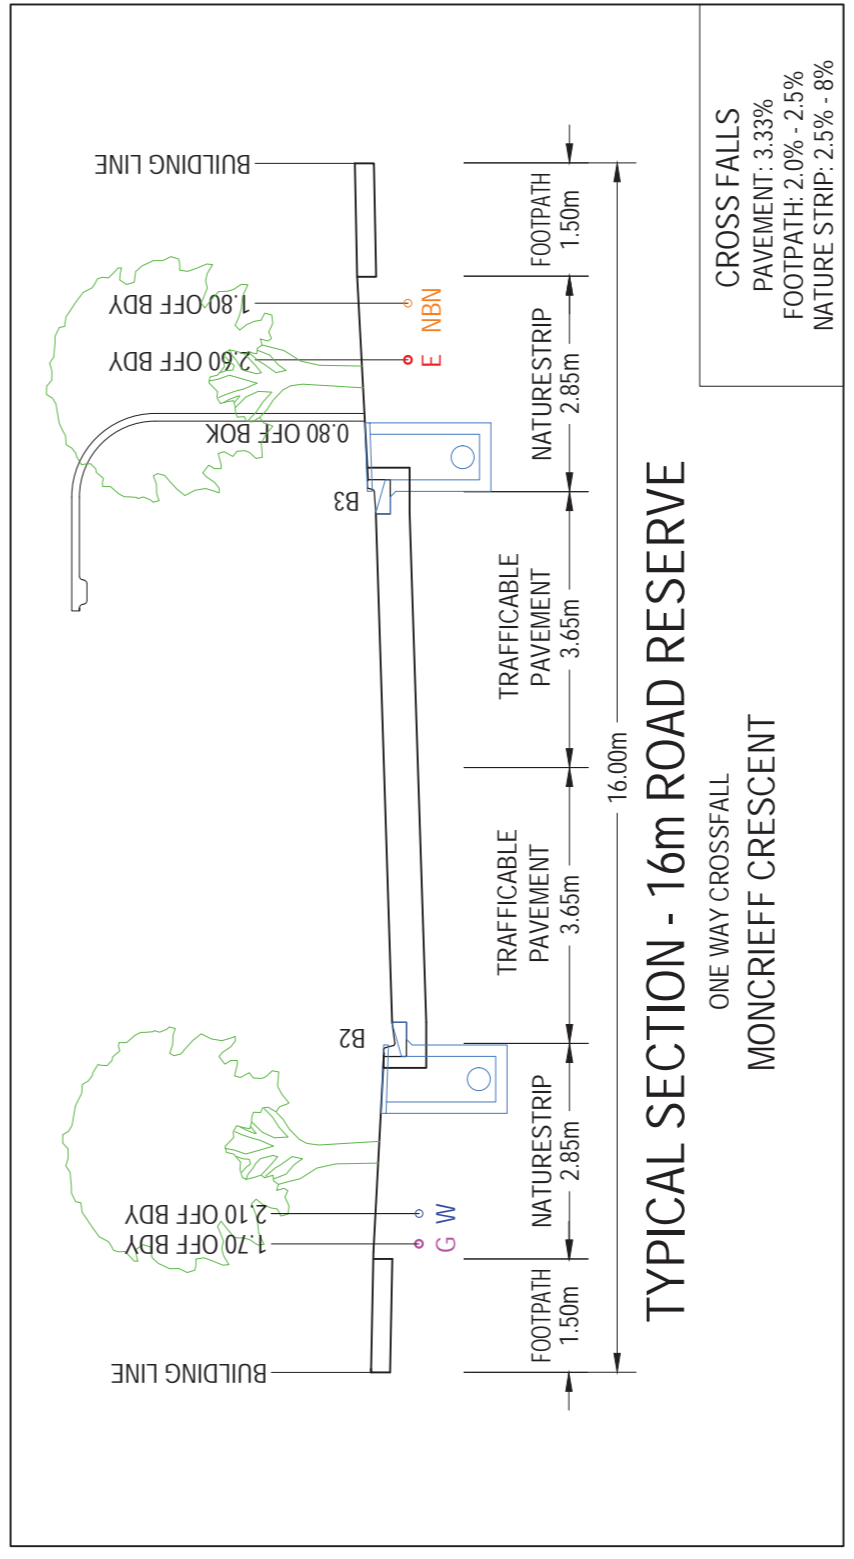 BUILDING LINE
1.70 OFF BDY
2.10 OFF BDY
B2
B3
0.80 OFF BOK
2.60 OFF BDY
1.80 OFF BDY
BUILDING LINE
G
W
E
NBN
FOOTPATH
1.50m
NATURESTRIP
2.85m
TRAFFICABLE
PAVEMENT
3.65m
TRAFFICABLE
PAVEMENT
3.65m
NATURESTRIP
2.85m
FOOTPATH
1.50m
16.00m
TYPICAL SECTION - 16m ROAD RESERVE
ONE WAY CROSSFALL
MONCRIEFF CRESCENT
CROSS FALLS
PAVEMENT: 3.33%
FOOTPATH: 2.0% - 2.5%
NATURE STRIP: 2.5% - 8%